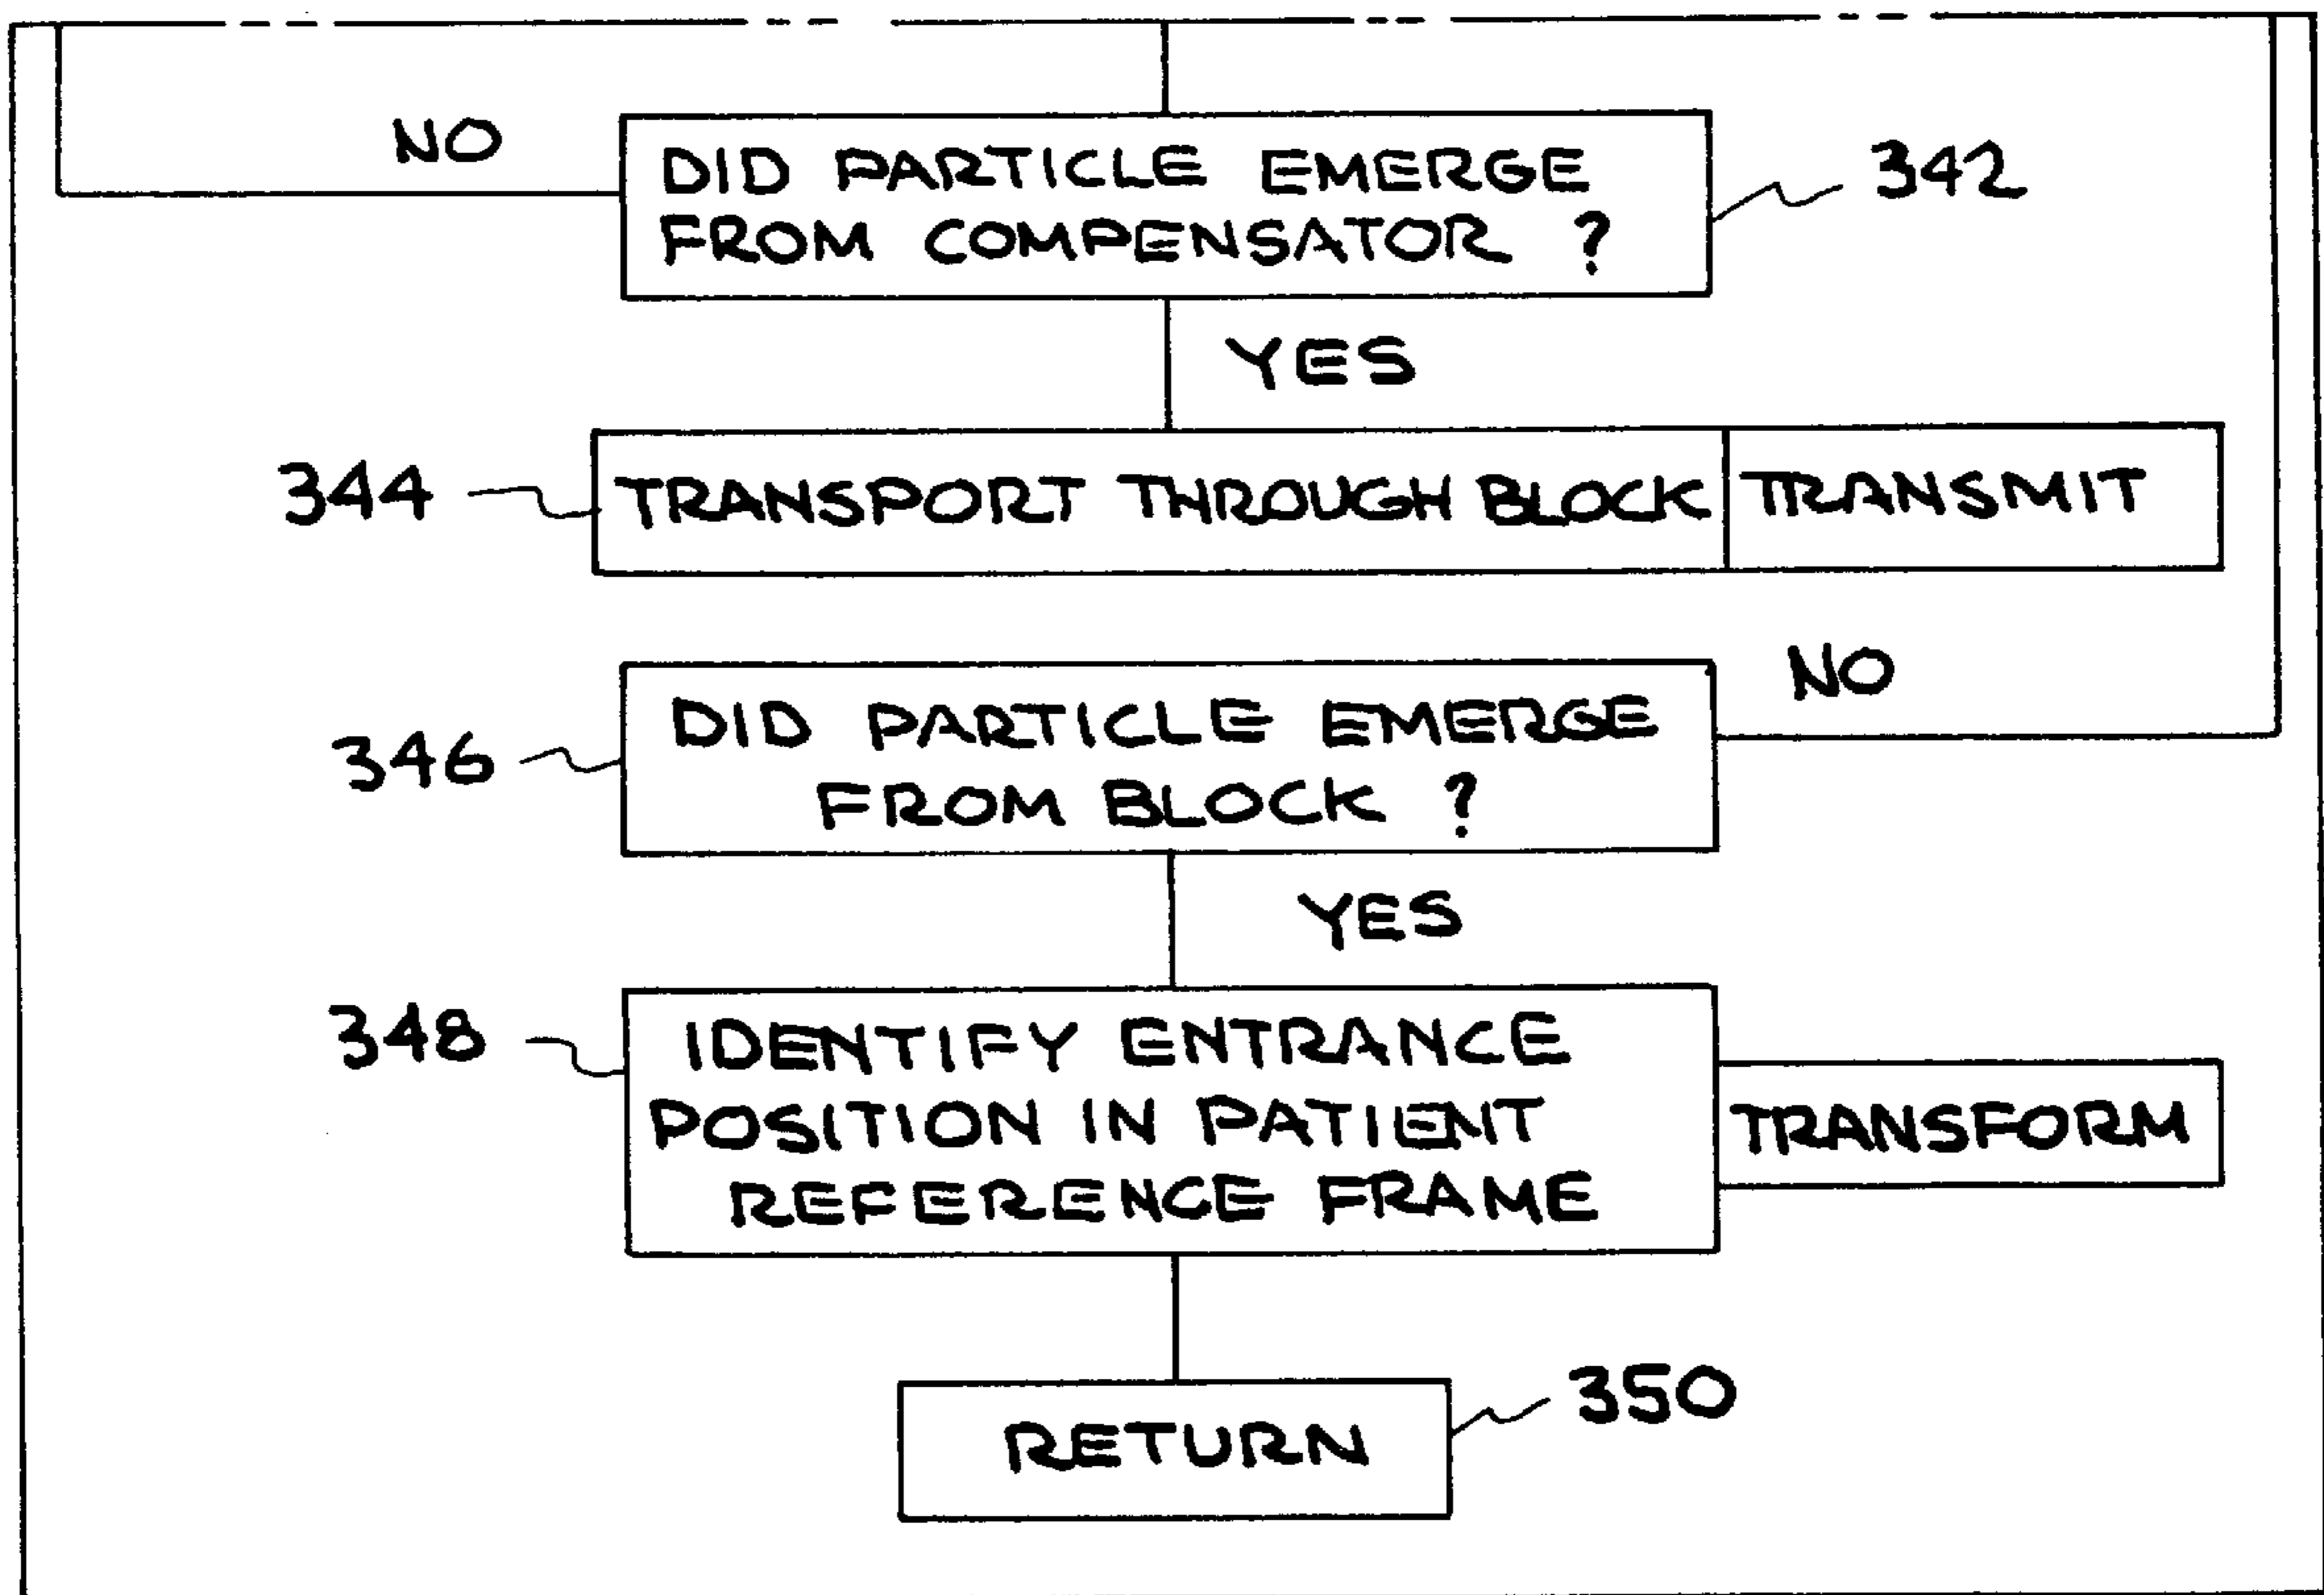 NO
DID PARTICLE EMERGE
FROM COMPENSATOR ?
342
YES
344
TRANSPORT THROUGH BLOCK
TRANSMIT
NO
346
DID PARTICLE EMERGE
FROM BLOCK ?
YES
348
IDENTIFY ENTRANCE
POSITION IN PATIENT
REFERENCE FRAME
TRANSFORM
350
RETURN